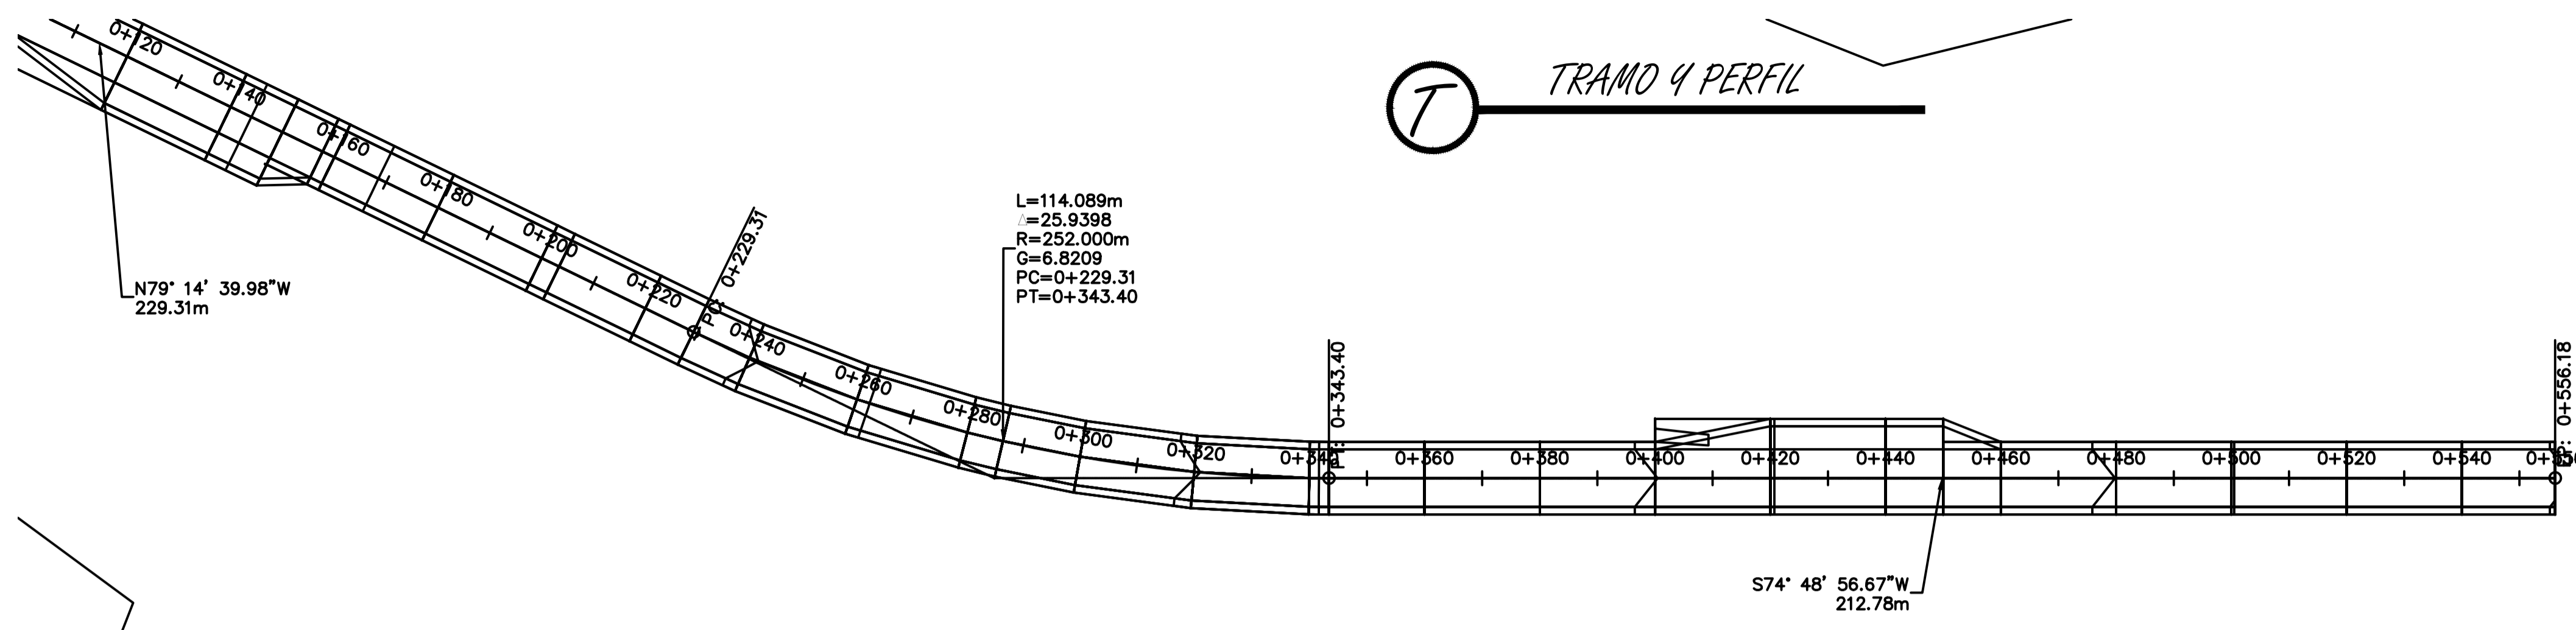 T
TRAMO Y PERFIL
0+120
0+140
0+160
0+180
0+200
0+220
PC: 0+229.31
0+240
0+260
0+280
0+300
0+320
0+340
PT: 0+343.40
0+360
0+380
0+400
0+420
0+440
0+460
0+480
0+500
0+520
0+540
0+556.18
N79° 14' 39.98"W
229.31m
L=114.089m
Δ=25.9398
R=252.000m
G=6.8209
PC=0+229.31
PT=0+343.40
S74° 48' 56.67"W
212.78m